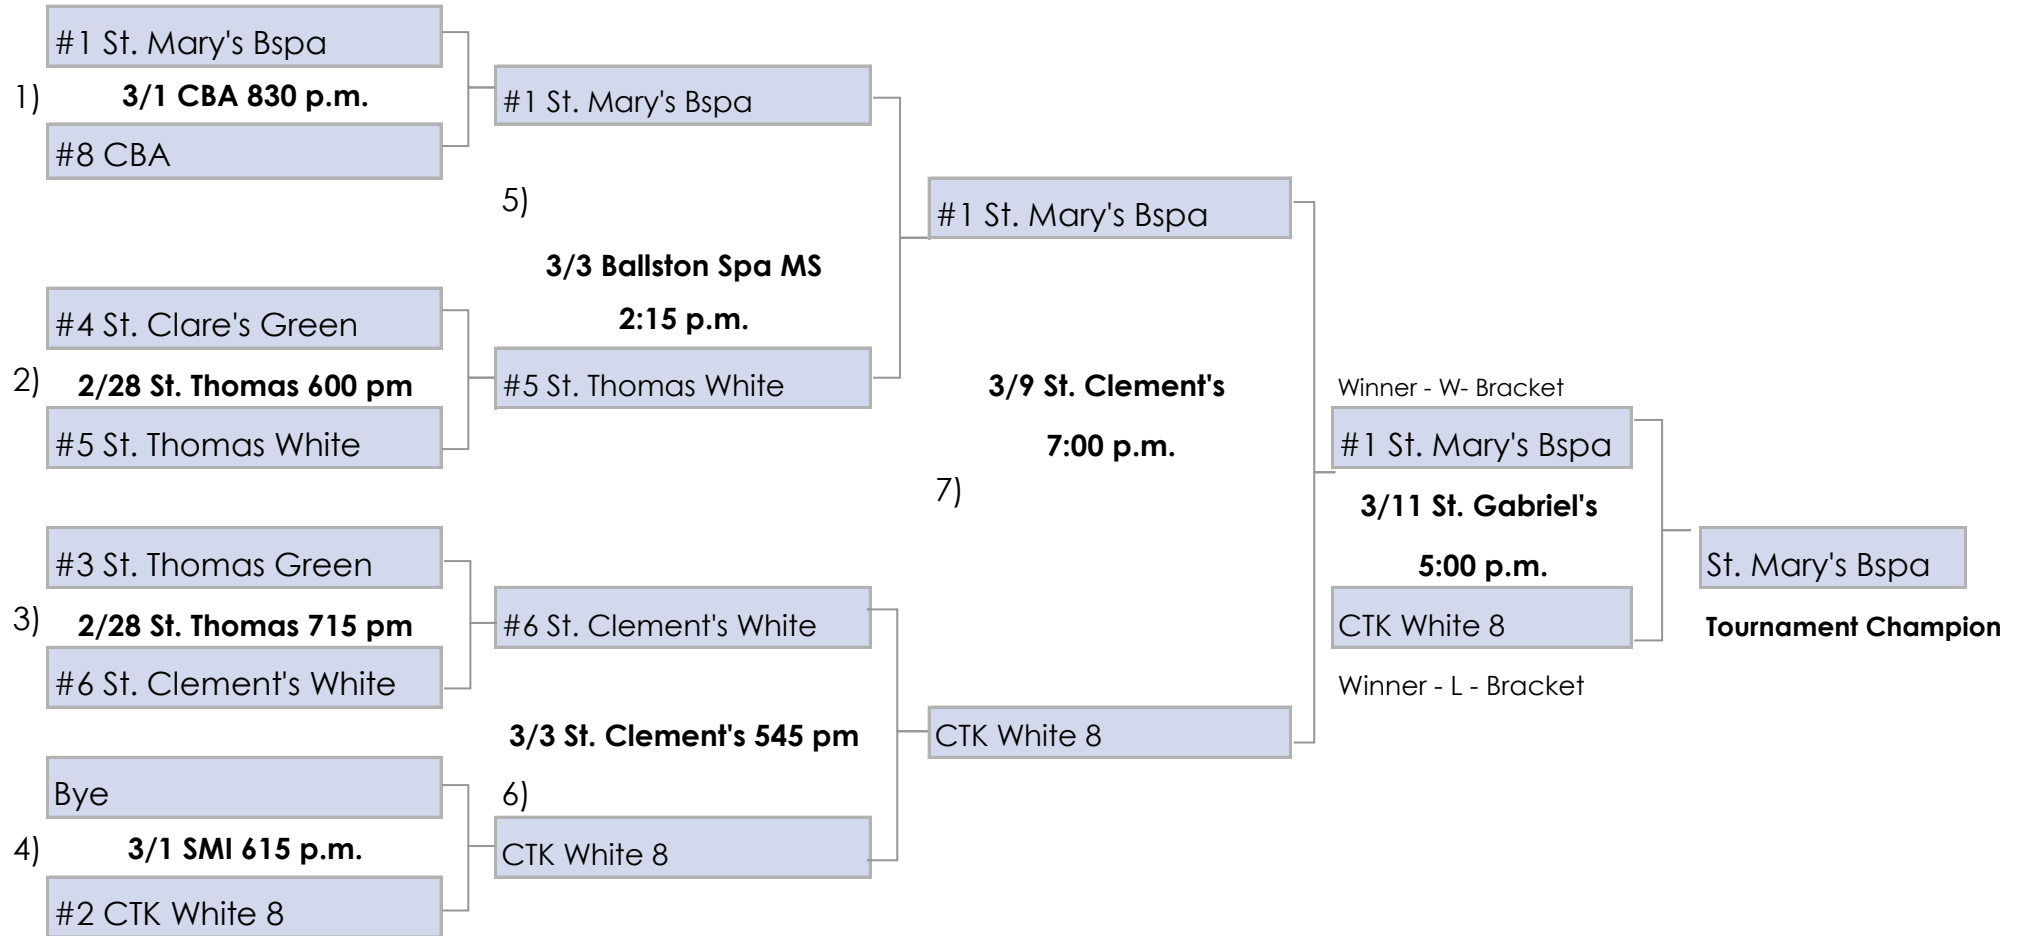 #1 St. Mary's Bspa
1)
3/1 CBA 830 p.m.
#8 CBA
#4 St. Clare's Green
2)
2/28 St. Thomas 600 pm
#5 St. Thomas White
#3 St. Thomas Green
3)
2/28 St. Thomas 715 pm
#6 St. Clement's White
Bye
4)
3/1 SMI 615 p.m.
#2 CTK White 8
#1 St. Mary's Bspa
5)
3/3 Ballston Spa MS
2:15 p.m.
#5 St. Thomas White
#6 St. Clement's White
3/3 St. Clement's 545 pm
6)
CTK White 8
#1 St. Mary's Bspa
3/9 St. Clement's
7:00 p.m.
7)
CTK White 8
Winner - W- Bracket
#1 St. Mary's Bspa
3/11 St. Gabriel's
5:00 p.m.
CTK White 8
Winner - L - Bracket
St. Mary's Bspa
Tournament Champion